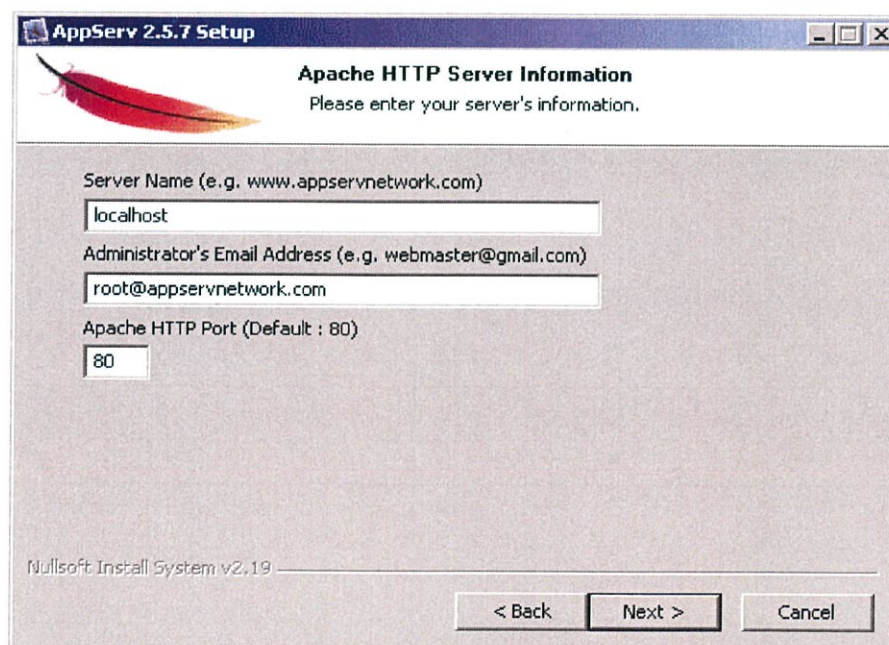 AppServ 2.5.7 Setup
Apache HTTP Server Information
Please enter your server's information.
Server Name (e.g. www.appservnetwork.com)
localhost
Administrator's Email Address (e.g. webmaster@gmail.com)
root@appservnetwork.com
Apache HTTP Port (Default : 80)
80
Nullsoft Install System v2.19
< Back Next > Cancel